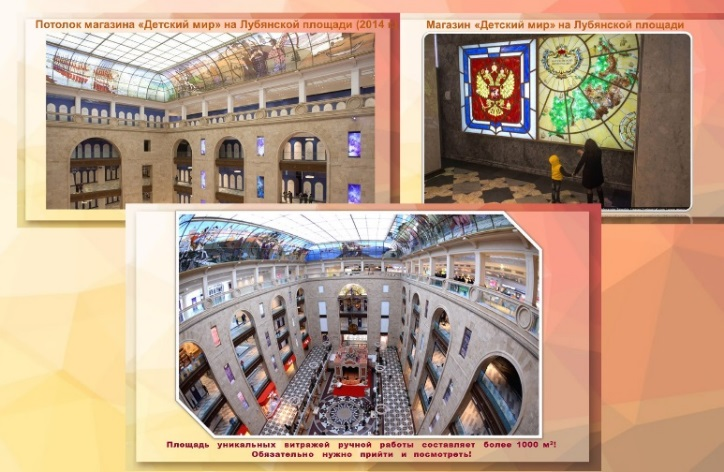 Потолок магазина «Детский мир» на Лубянской площади (2014
Магазин «Детский мир» на Лубянской площади
Площадь уникальных витражей ручной работы составляет более 1000 м²!
Обязательно нужно прийти и посмотреть!